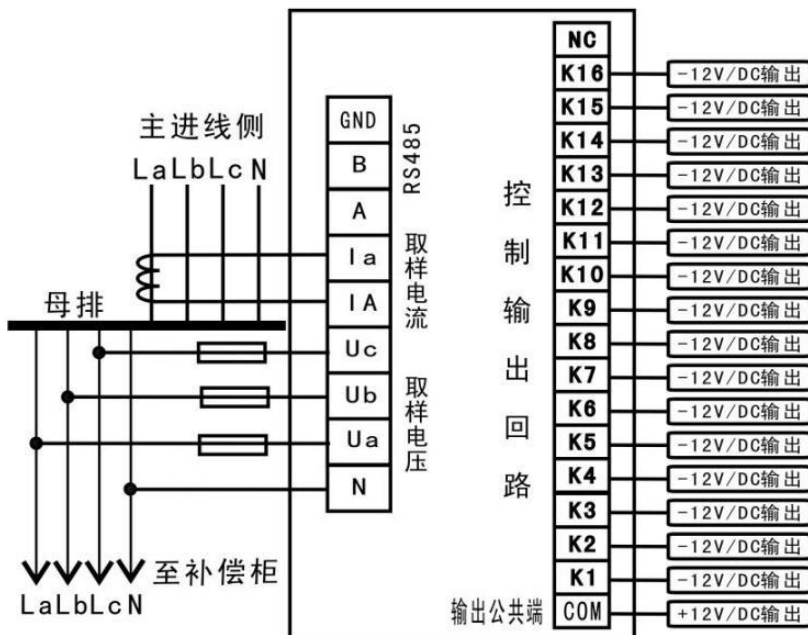 主进线侧
La Lb Lc N
母排
至补偿柜
La Lb Lc N
GND
B
A
Ia
IA
Uc
Ub
Ua
N
RS485
取样电流
取样电压
控制输出回路
输出公共端
NC
K16 -12V/DC输出
K15 -12V/DC输出
K14 -12V/DC输出
K13 -12V/DC输出
K12 -12V/DC输出
K11 -12V/DC输出
K10 -12V/DC输出
K9 -12V/DC输出
K8 -12V/DC输出
K7 -12V/DC输出
K6 -12V/DC输出
K5 -12V/DC输出
K4 -12V/DC输出
K3 -12V/DC输出
K2 -12V/DC输出
K1 -12V/DC输出
COM +12V/DC输出